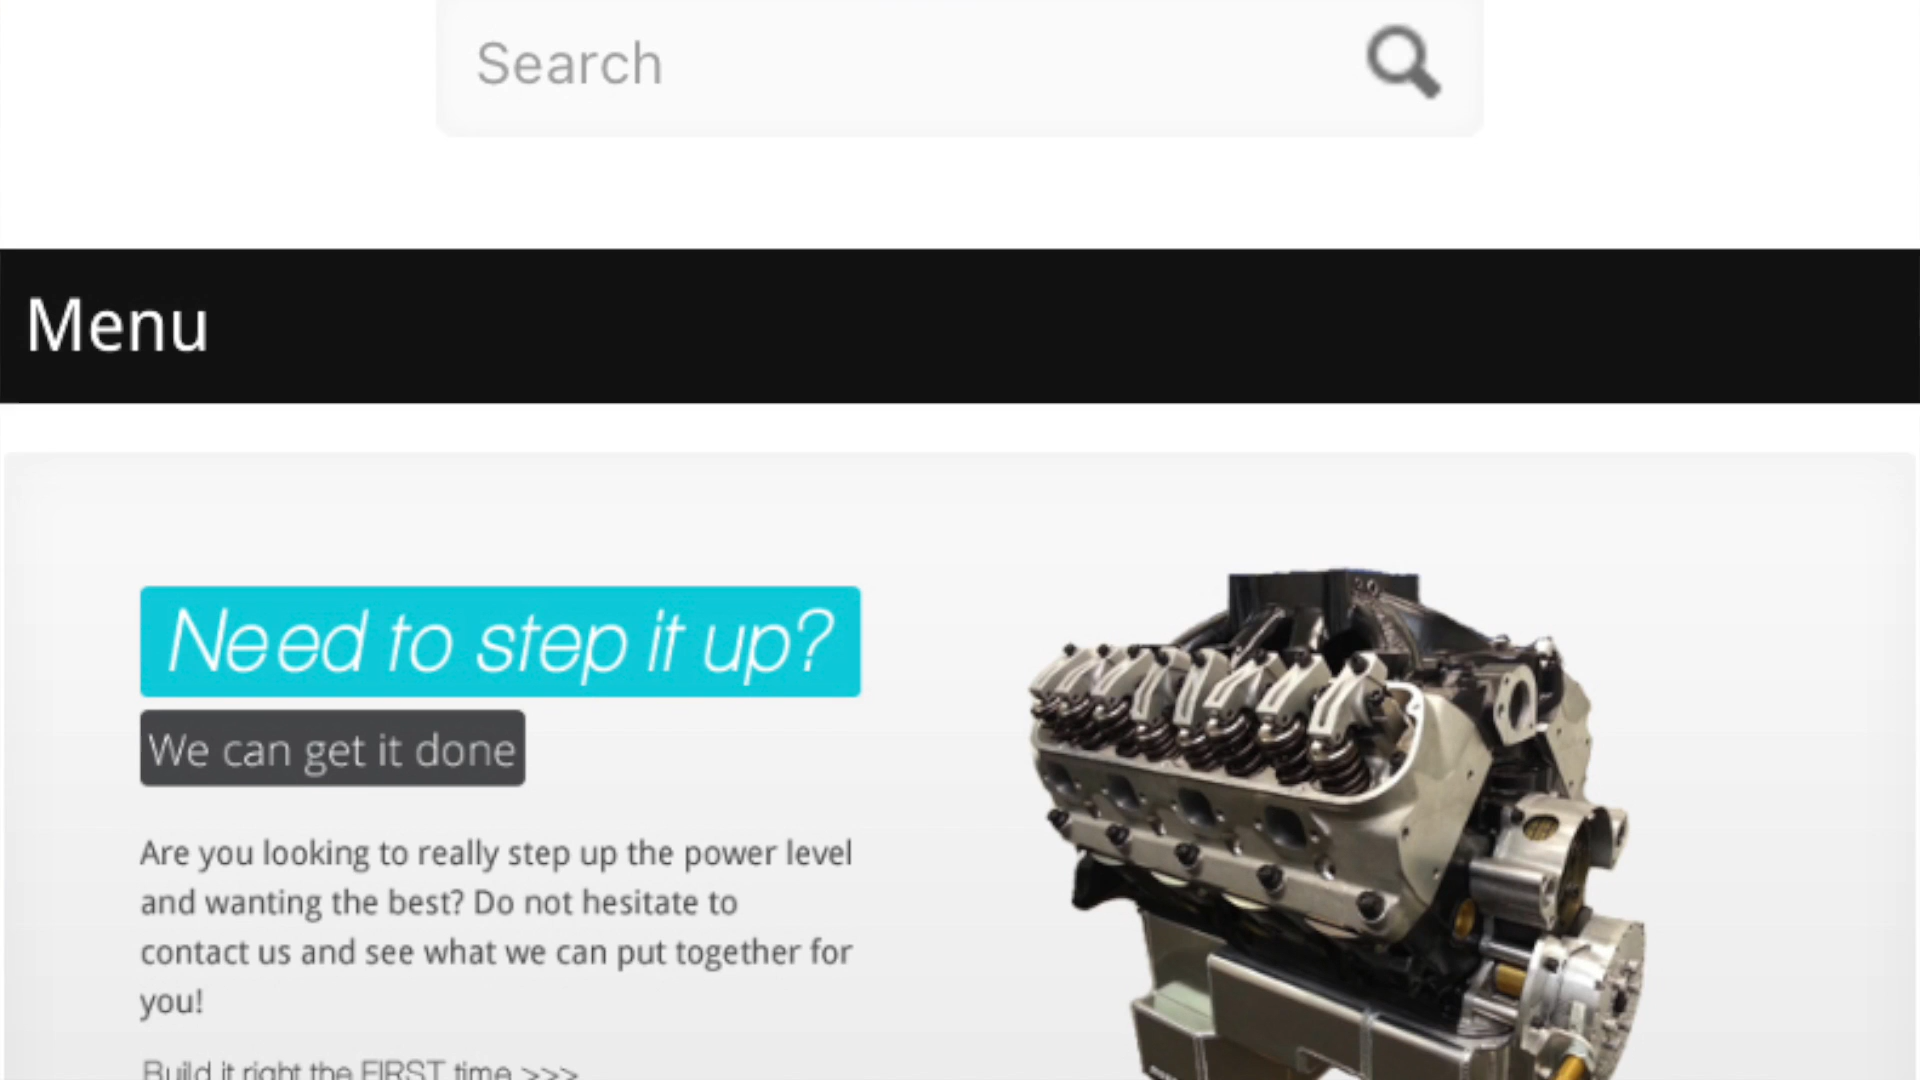 Search
Menu
Need to step it up?
We can get it done
Are you looking to really step up the power level
and wanting the best? Do not hesitate to
contact us and see what we can put together for
you!
Build it right the FIRST time >>>